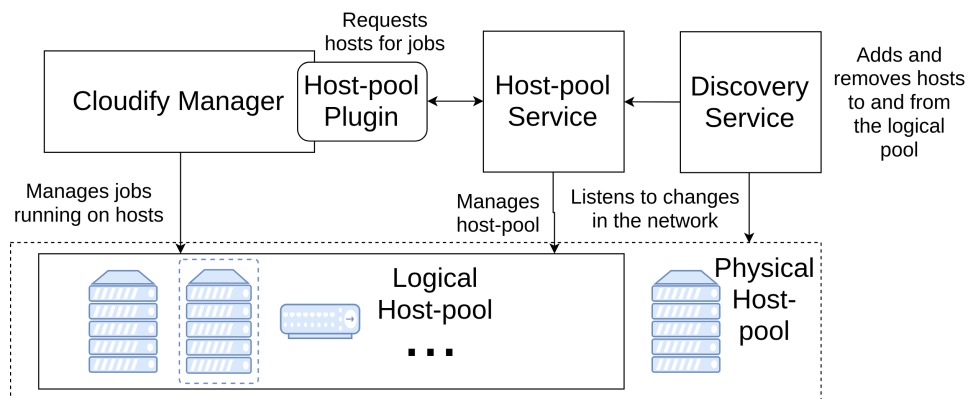 Requests
hosts for jobs
Cloudify Manager
Host-pool
Plugin
Host-pool
Service
Discovery
Service
Adds and
removes hosts
to and from
the logical
pool
Manages jobs
running on hosts
Manages
host-pool
Listens to changes
in the network
Logical
Host-pool
...
Physical
Host-
pool